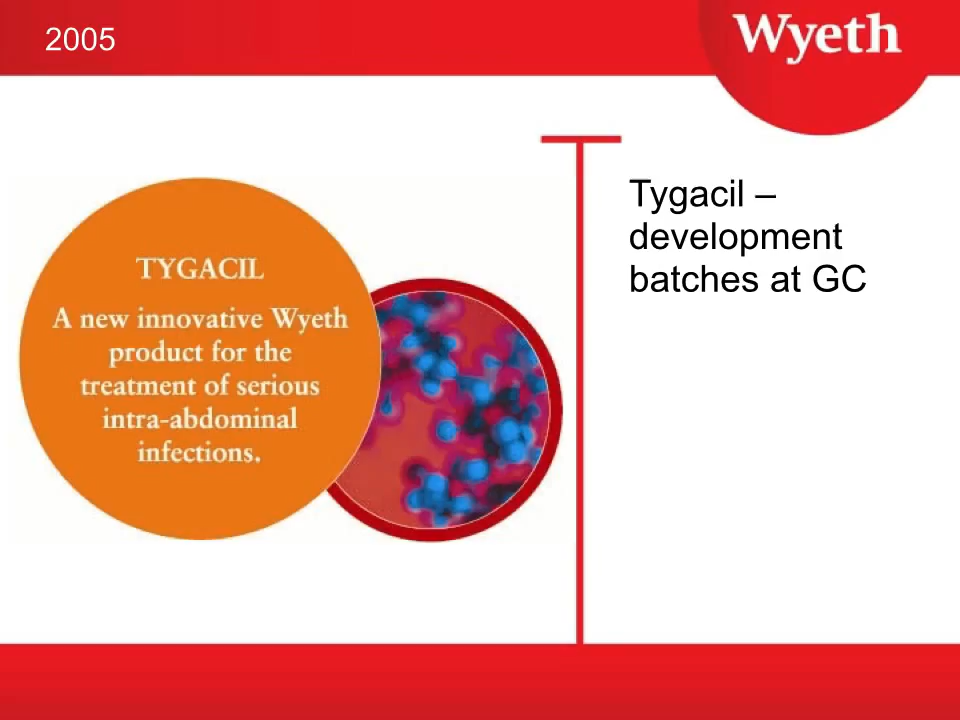 2005
Wyeth
TYGACIL
A new innovative Wyeth
product for the
treatment of serious
intra-abdominal
infections.
Tygacil –
development
batches at GC